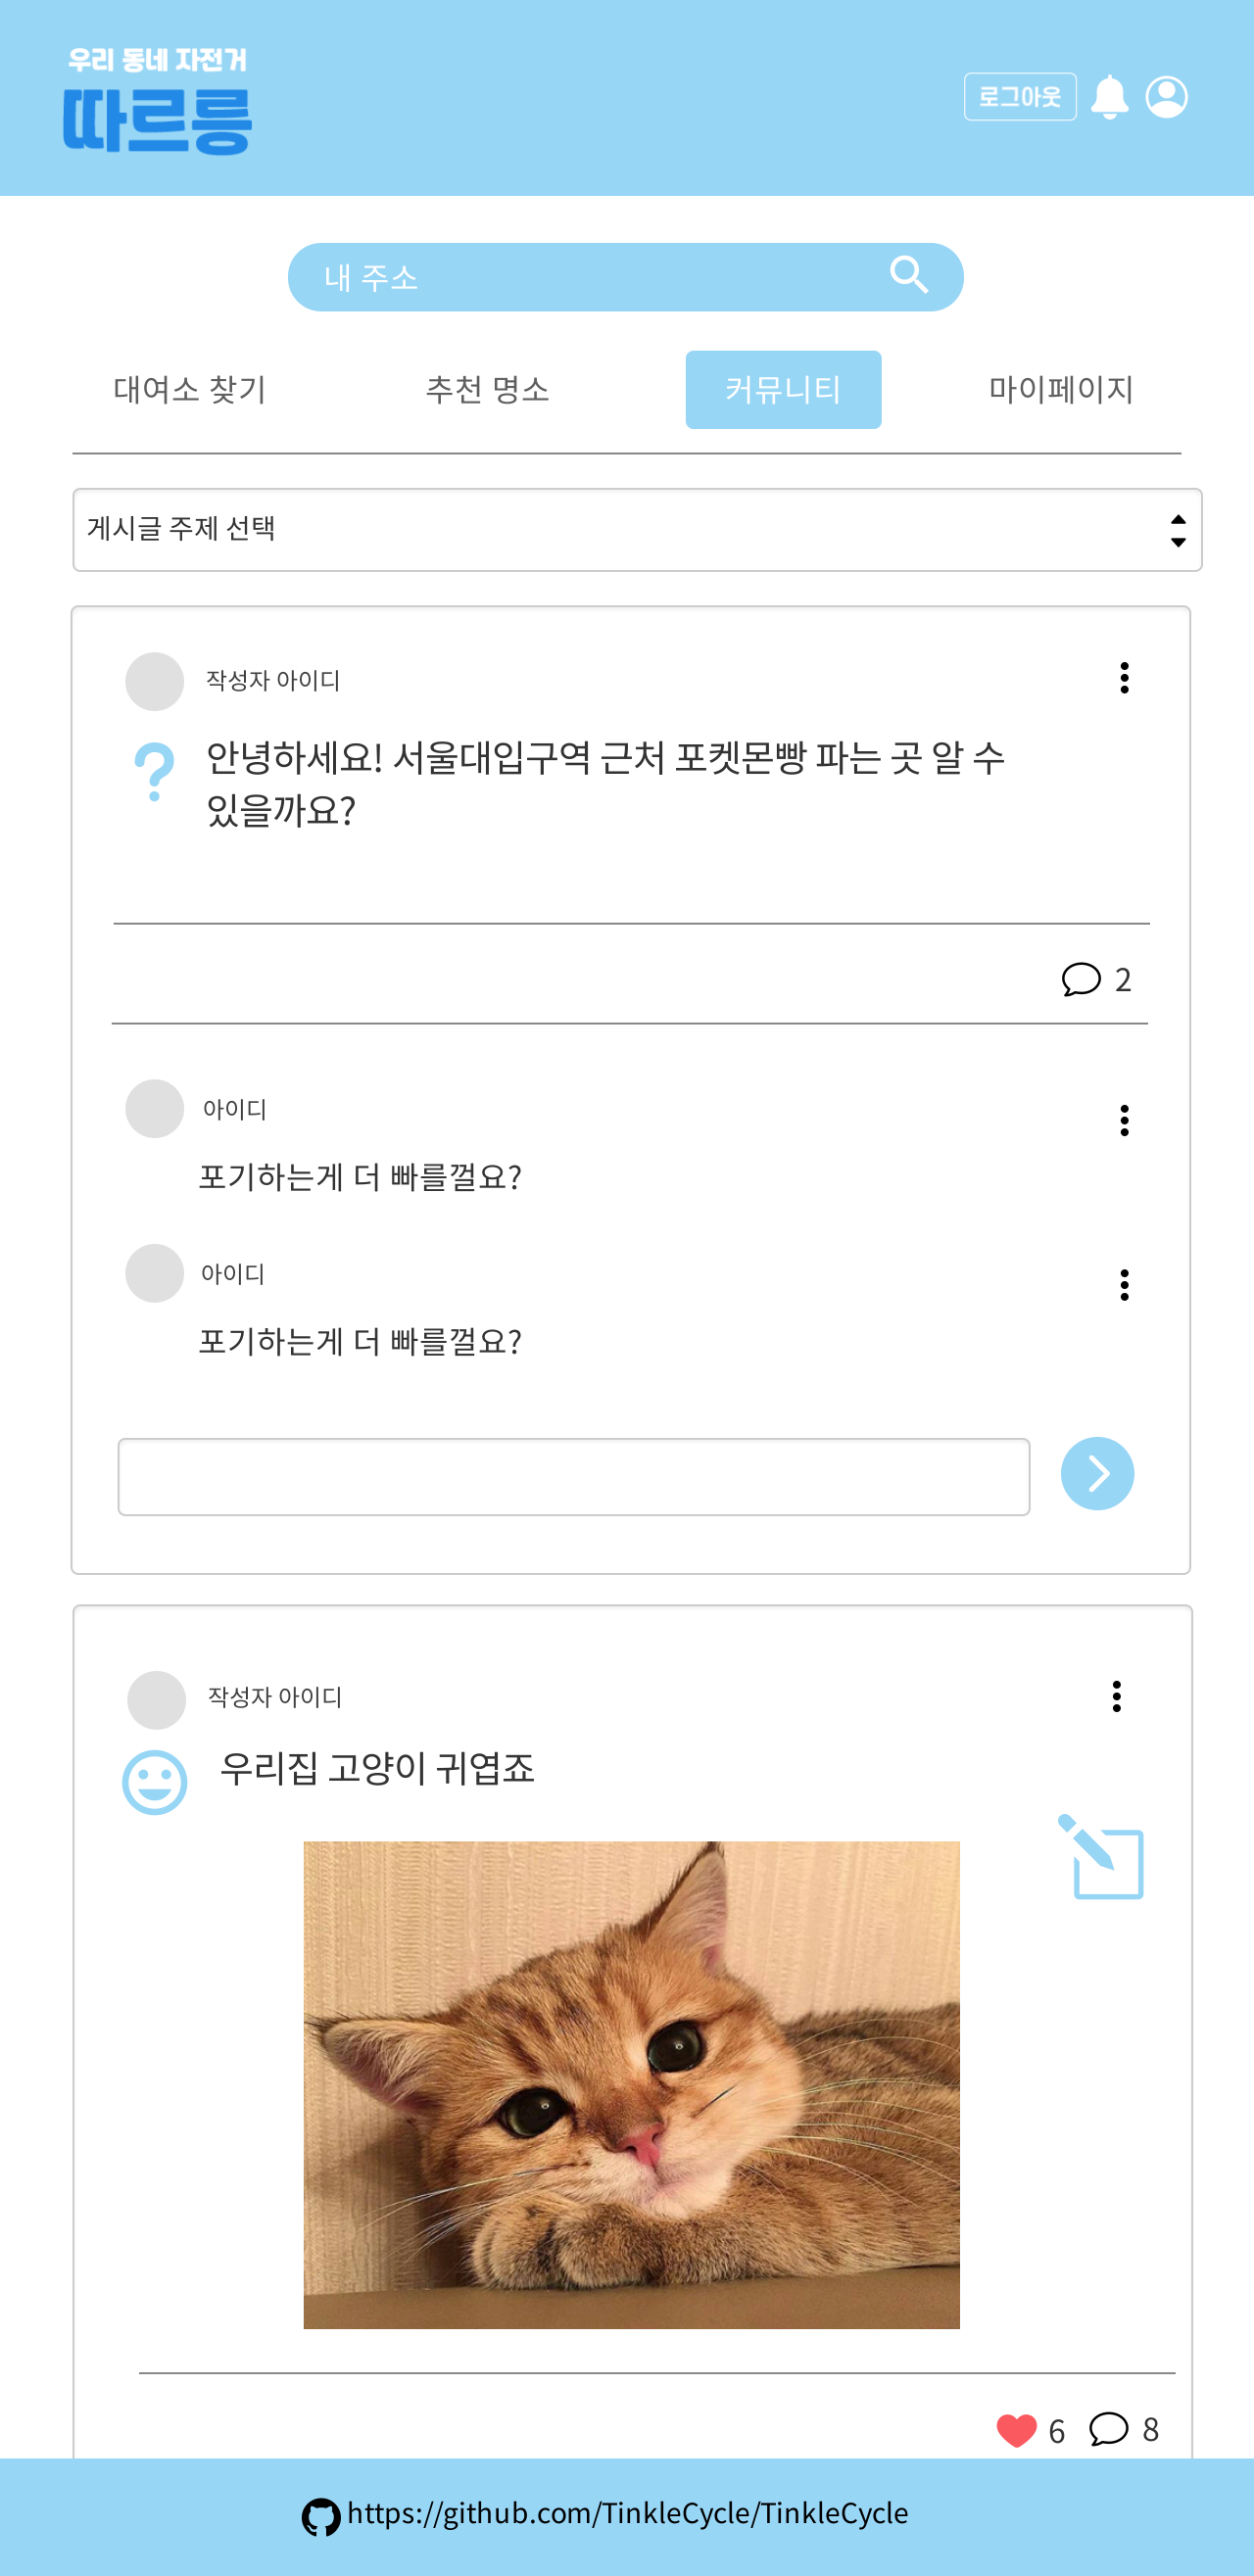 우리 동네 자전거
따르릉
로그아웃
내 주소
대여소 찾기
추천 명소
커뮤니티
마이페이지
게시글 주제 선택
작성자 아이디
안녕하세요! 서울대입구역 근처 포켓몬빵 파는 곳 알 수
있을까요?
2
아이디
포기하는게 더 빠를껄요?
아이디
포기하는게 더 빠를껄요?
작성자 아이디
우리집 고양이 귀엽죠
6
8
https://github.com/TinkleCycle/TinkleCycle